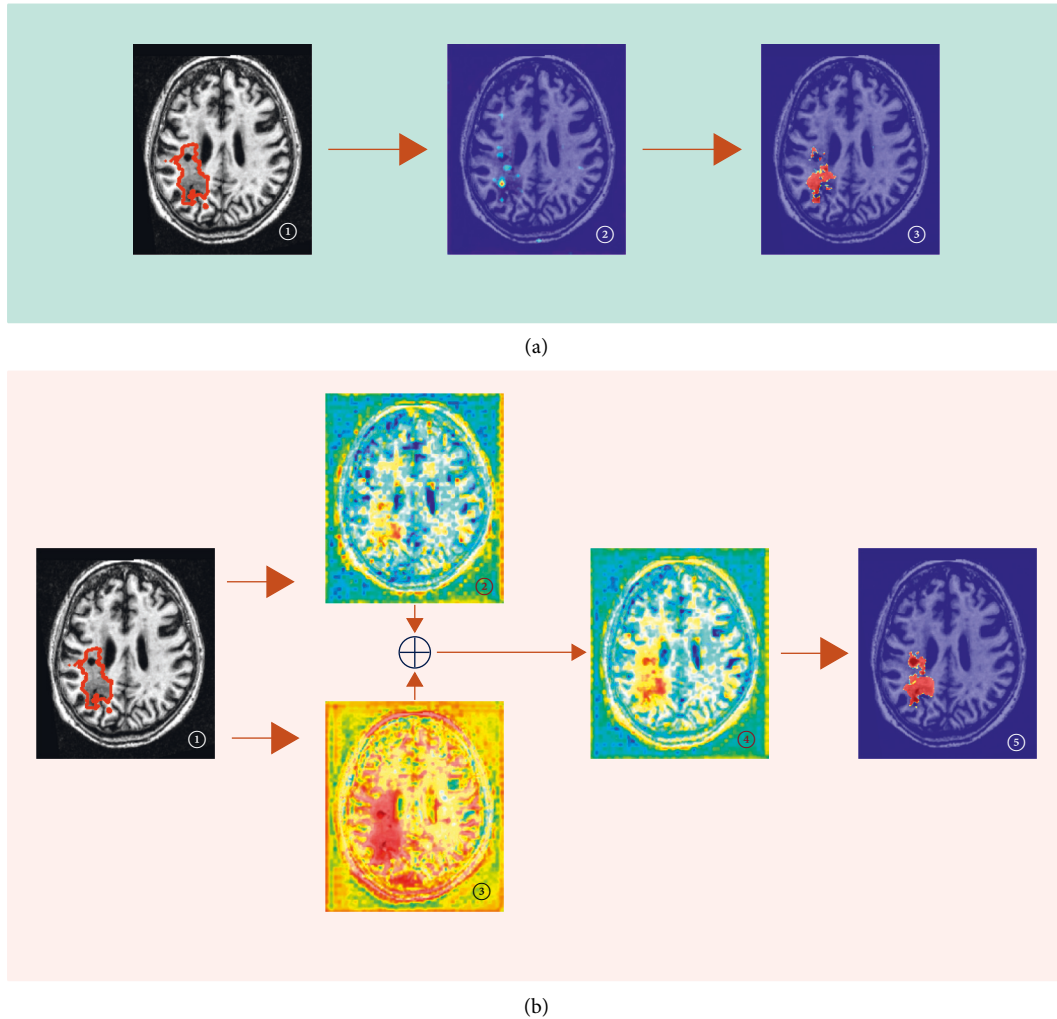 ① ② ③
(a)
②
① ④ ⑤
③
(b)